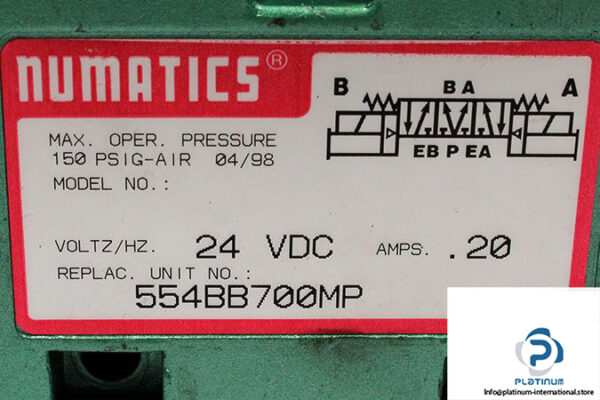 NUMATICS®
B BA A
EB P EA
MAX. OPER. PRESSURE
150 PSIG-AIR 04/98
MODEL NO.:
VOLTZ/HZ. 24 VDC AMPS. .20
REPLAC. UNIT NO.:
554BB700MP
PLATINUM
Info@platinum-international.store